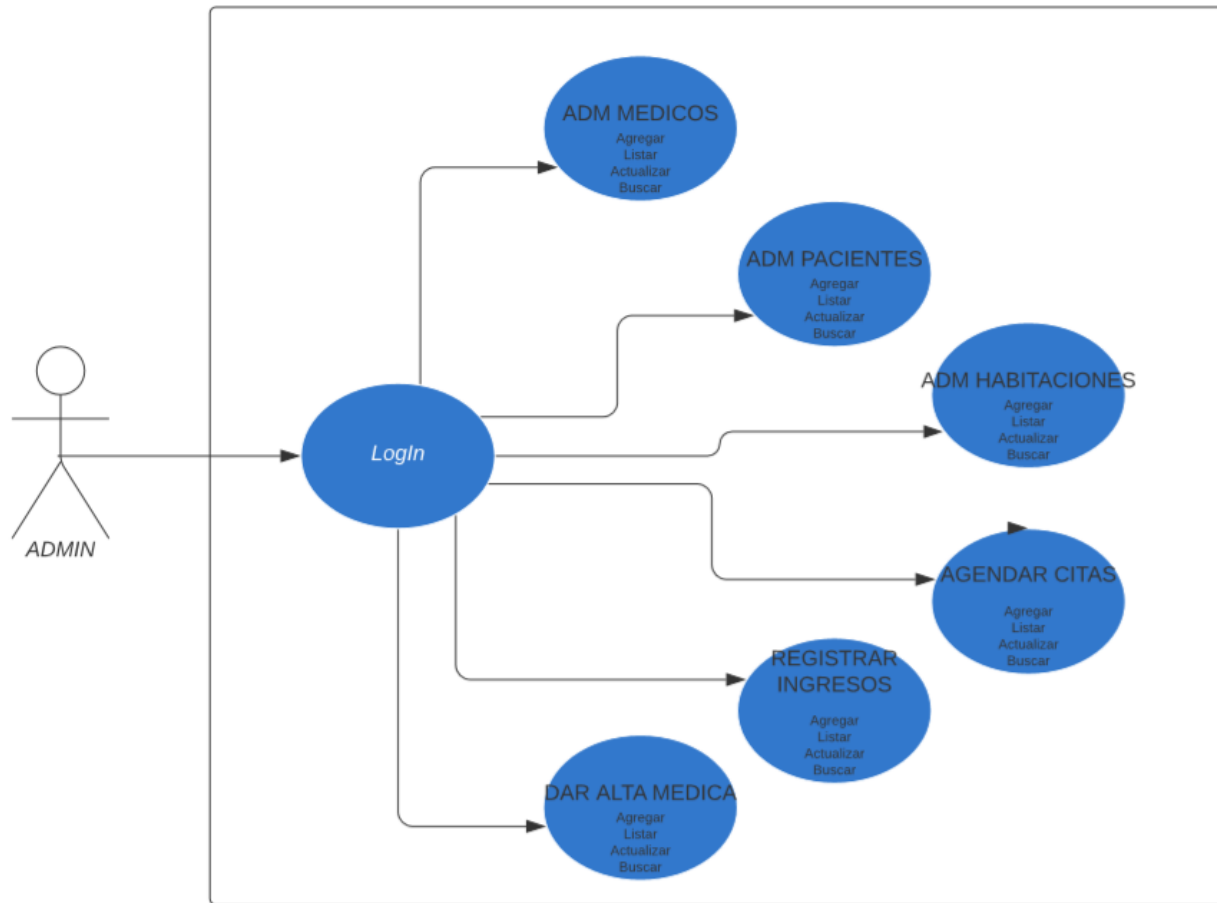 ADM MEDICOS
Agregar
Listar
Actualizar
Buscar
ADM PACIENTES
Agregar
Listar
Actualizar
Buscar
ADM HABITACIONES
Agregar
Listar
Actualizar
Buscar
LogIn
ADMIN
AGENDAR CITAS
Agregar
Listar
Actualizar
Buscar
REGISTRAR
INGRESOS
Agregar
Listar
Actualizar
Buscar
DAR ALTA MEDICA
Agregar
Listar
Actualizar
Buscar